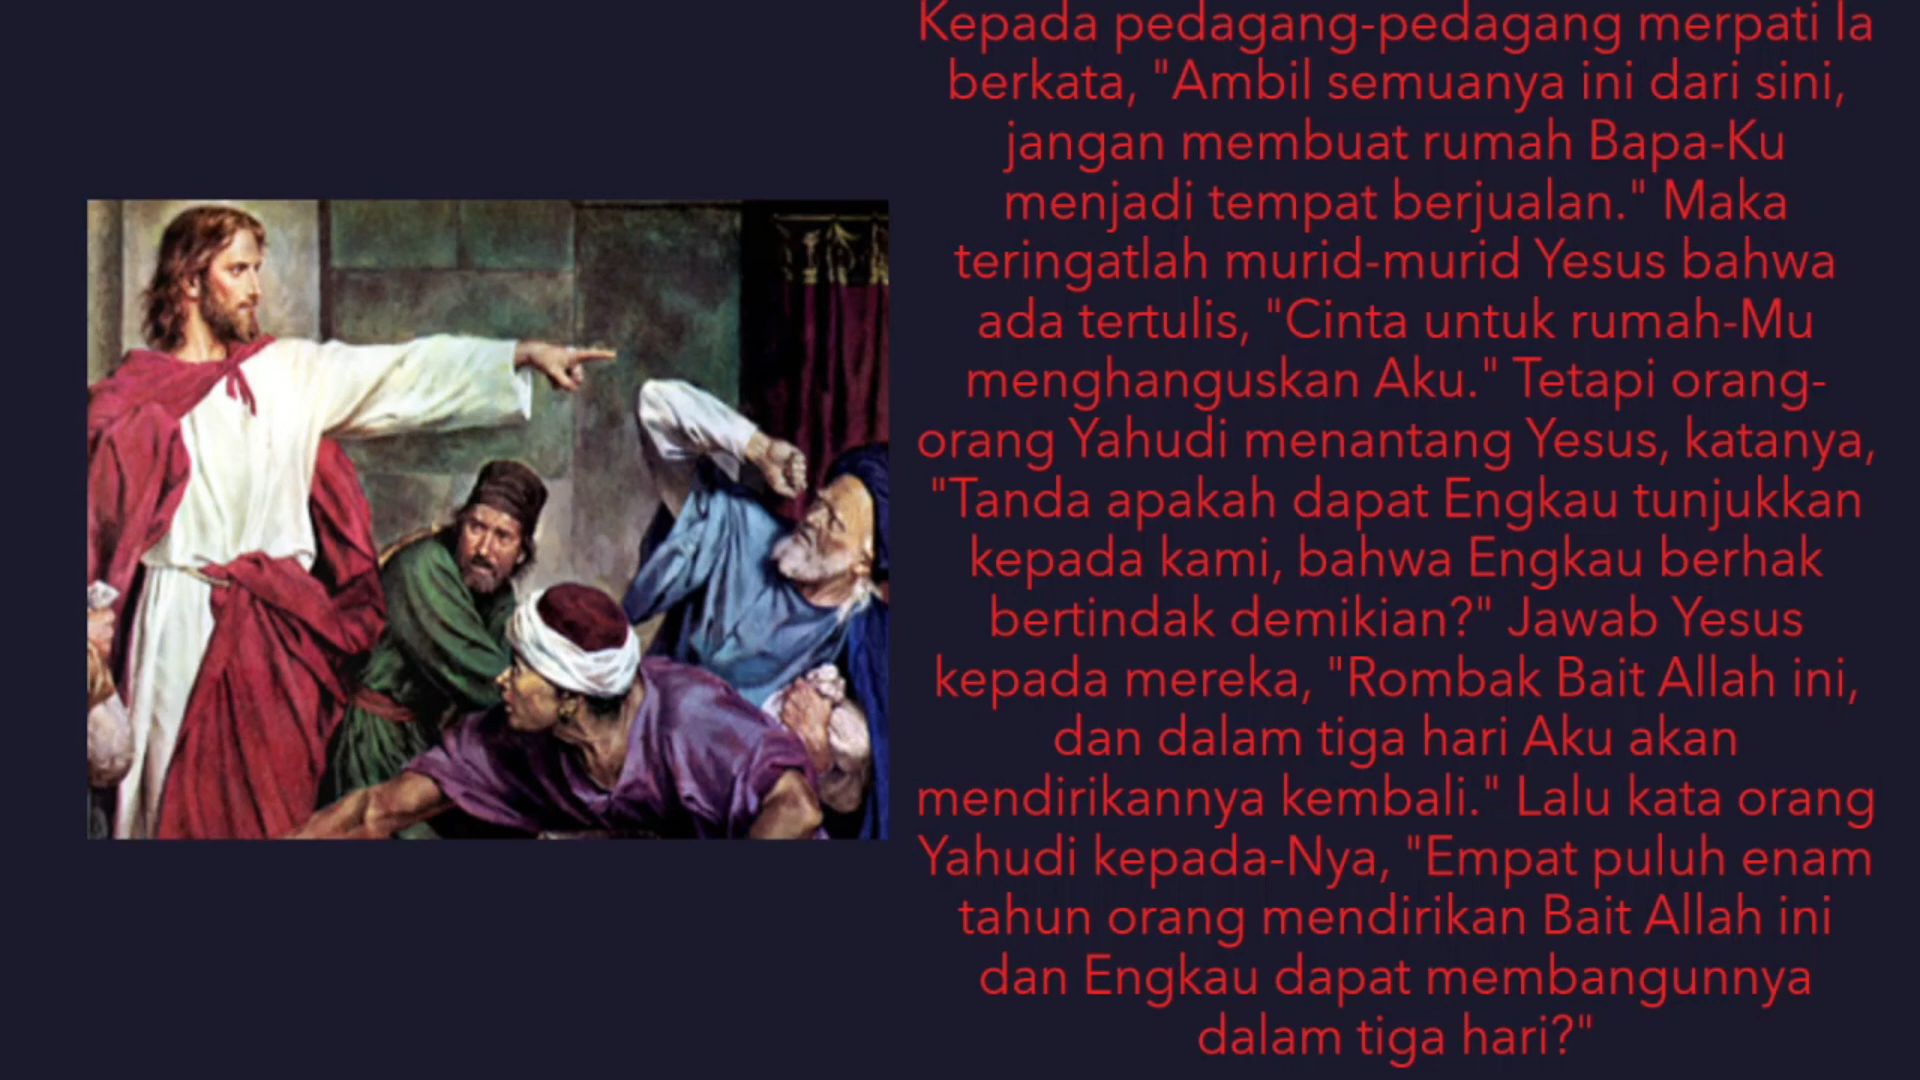 Kepada pedagang-pedagang merpati Ia
berkata, "Ambil semuanya ini dari sini,
jangan membuat rumah Bapa-Ku
menjadi tempat berjualan." Maka
teringatlah murid-murid Yesus bahwa
ada tertulis, "Cinta untuk rumah-Mu
menghanguskan Aku." Tetapi orang-
orang Yahudi menantang Yesus, katanya,
"Tanda apakah dapat Engkau tunjukkan
kepada kami, bahwa Engkau berhak
bertindak demikian?" Jawab Yesus
kepada mereka, "Rombak Bait Allah ini,
dan dalam tiga hari Aku akan
mendirikannya kembali." Lalu kata orang
Yahudi kepada-Nya, "Empat puluh enam
tahun orang mendirikan Bait Allah ini
dan Engkau dapat membangunnya
dalam tiga hari?"